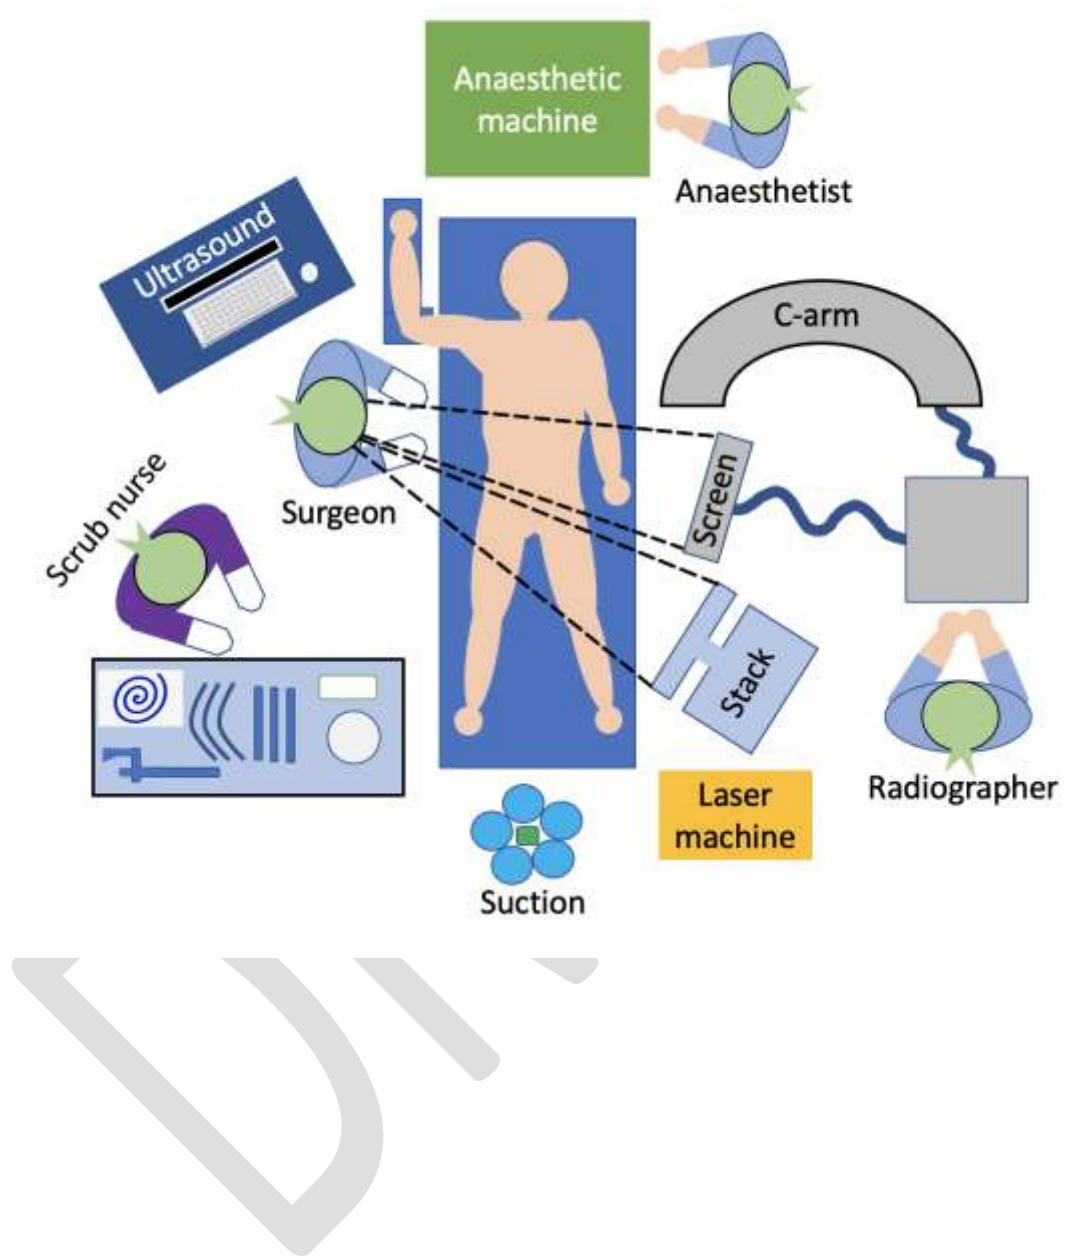 Anaesthetic
machine
Anaesthetist
Ultrasound
C-arm
Screen
Surgeon
Scrub nurse
Stack
Laser
machine
Radiographer
Suction